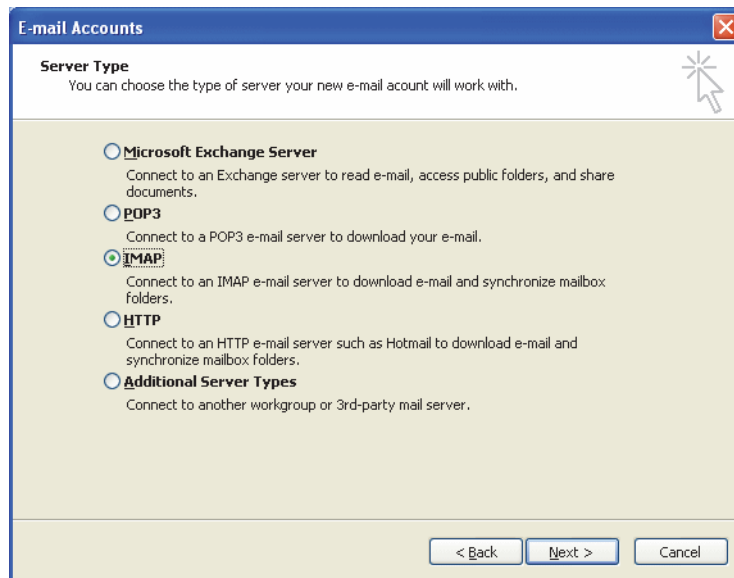 E-mail Accounts
Server Type
You can choose the type of server your new e-mail acount will work with.
Microsoft Exchange Server
Connect to an Exchange server to read e-mail, access public folders, and share
documents.
POP3
Connect to a POP3 e-mail server to download your e-mail.
IMAP
Connect to an IMAP e-mail server to download e-mail and synchronize mailbox
folders.
HTTP
Connect to an HTTP e-mail server such as Hotmail to download e-mail and
synchronize mailbox folders.
Additional Server Types
Connect to another workgroup or 3rd-party mail server.
< Back Next > Cancel